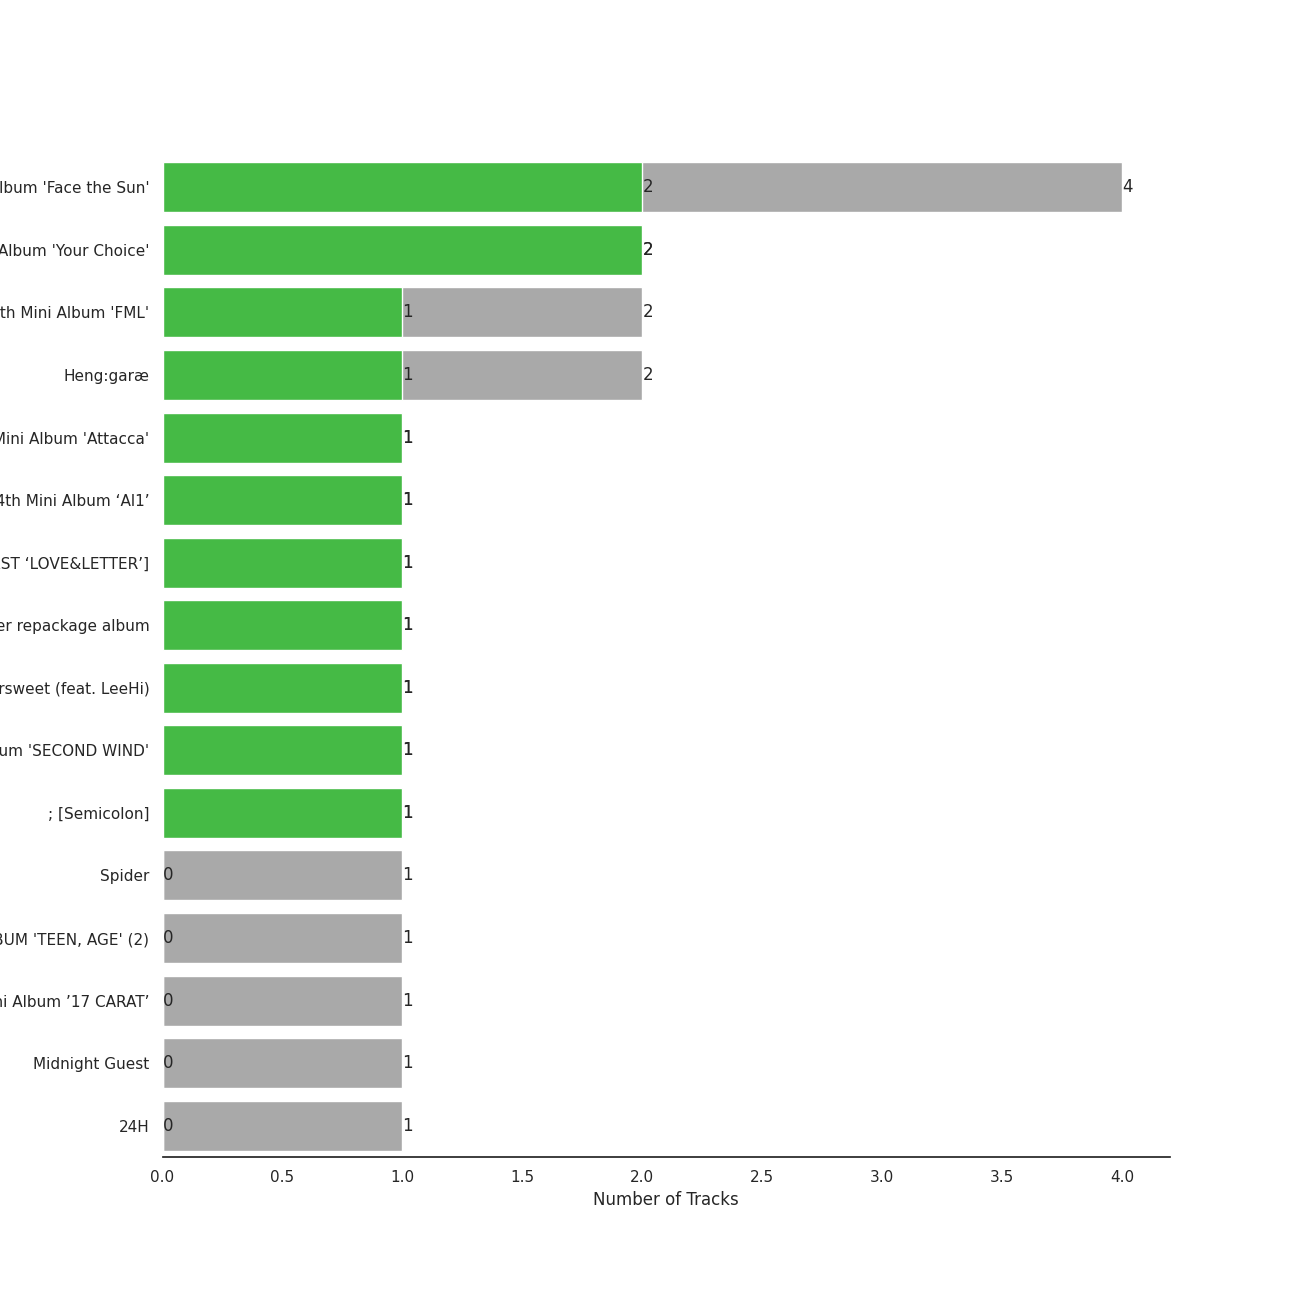 lbum 'Face the Sun' 2 4
Album 'Your Choice' 2
th Mini Album 'FML' 1 2
Heng:garæ 1 2
Mini Album 'Attacca' 1
4th Mini Album ‘Al1’ 1
ST ‘LOVE&LETTER’] 1
er repackage album 1
rsweet (feat. LeeHi) 1
um 'SECOND WIND' 1
; [Semicolon] 1
Spider 0 1
BUM 'TEEN, AGE' (2) 0 1
ni Album ’17 CARAT’ 0 1
Midnight Guest 0 1
24H 0 1
0.0 0.5 1.0 1.5 2.0 2.5 3.0 3.5 4.0
Number of Tracks